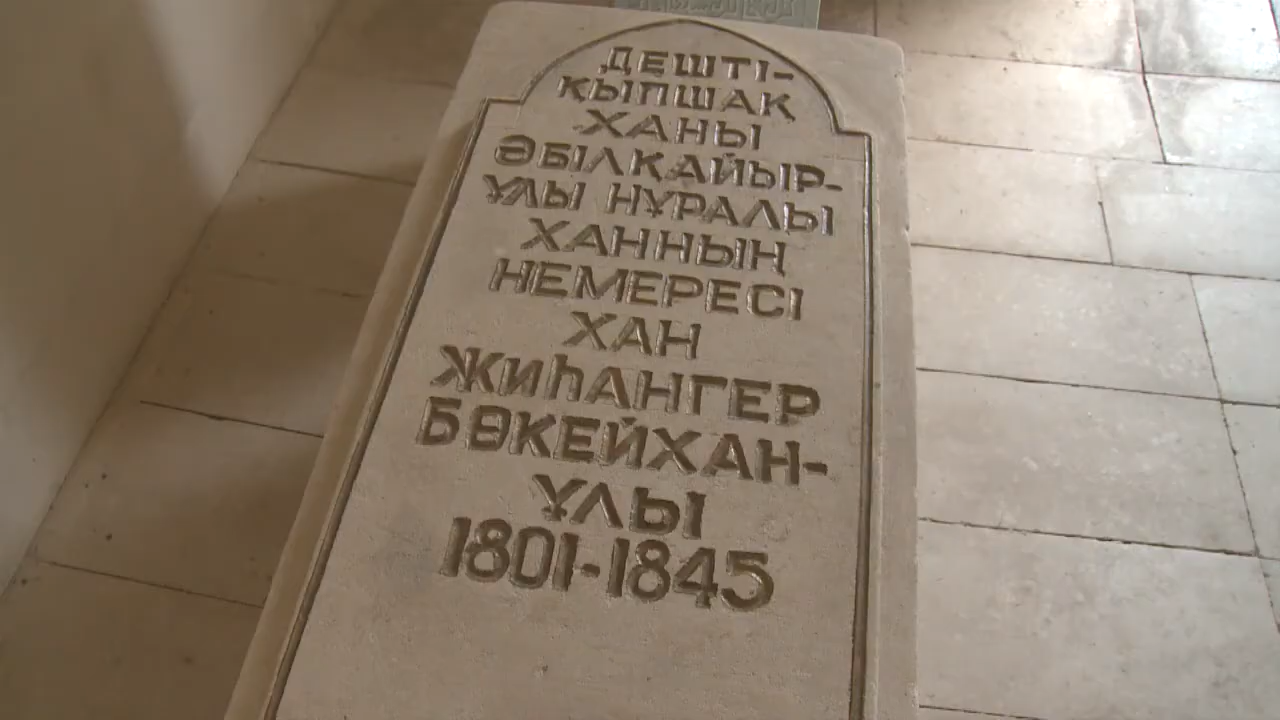 ДЕШТІ-
ҚЫПШАҚ
ХАНЫ
ӘБІЛҚАЙЫР-
ҰЛЫ НҰРАЛЫ
ХАННЫҢ
НЕМЕРЕСІ
ХАН
ЖИҺАНГЕР
БӨКЕЙХАН-
ҰЛЫ
1801-1845